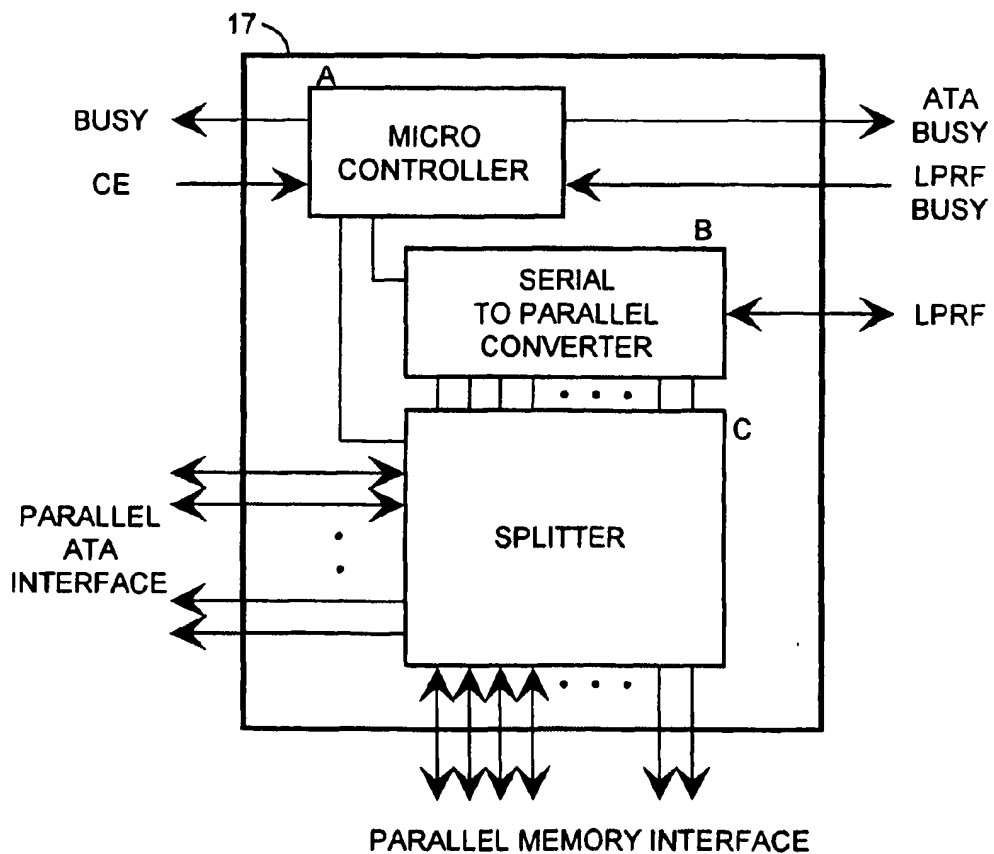 17
A
BUSY
MICRO
CONTROLLER
ATA
BUSY
CE
LPRF
BUSY
B
SERIAL
TO PARALLEL
CONVERTER
LPRF
C
PARALLEL
ATA
INTERFACE
SPLITTER
PARALLEL MEMORY INTERFACE